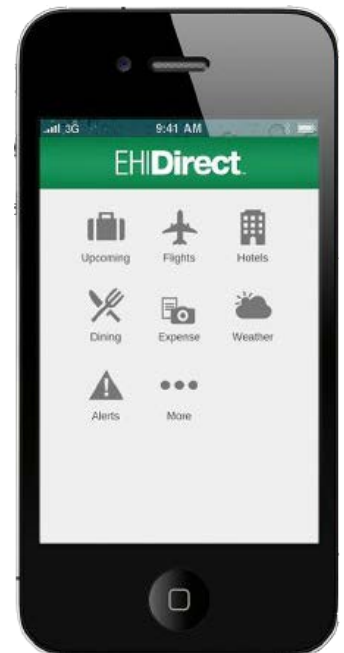 3G 9:41 AM
EHIDirect
Upcoming Flights Hotels
Dining Expense Weather
Alerts More